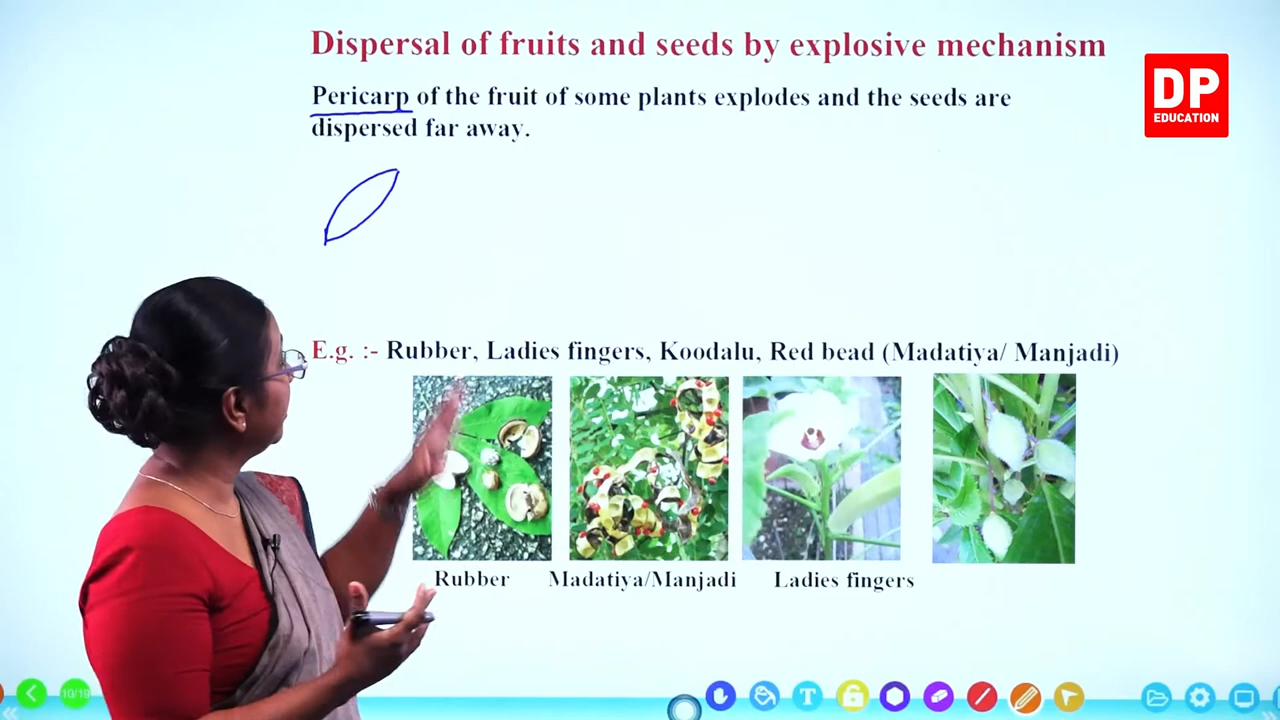 Dispersal of fruits and seeds by explosive mechanism
DP
EDUCATION
Pericarp of the fruit of some plants explodes and the seeds are
dispersed far away.
E.g. :- Rubber, Ladies fingers, Koodalu, Red bead (Madatiya/ Manjadi)
Rubber Madatiya/Manjadi Ladies fingers
10/19
T